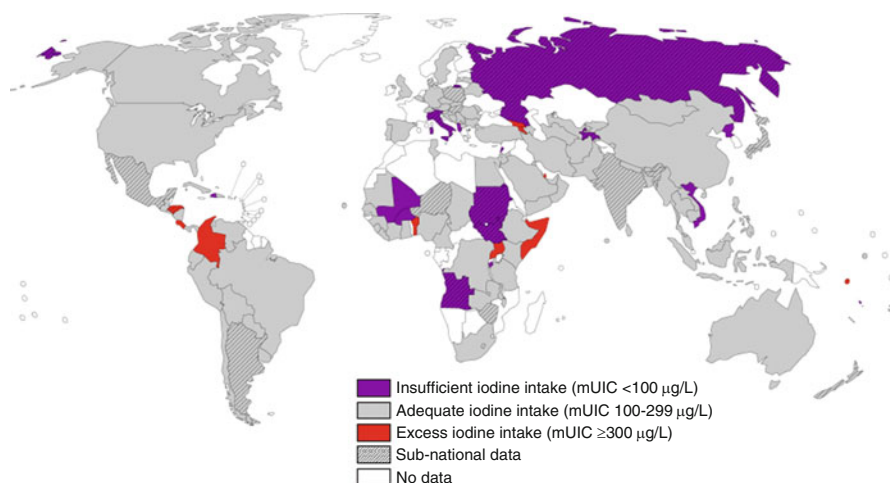 Insufficient iodine intake (mUIC <100 μg/L)
Adequate iodine intake (mUIC 100-299 μg/L)
Excess iodine intake (mUIC ≥300 μg/L)
Sub-national data
No data